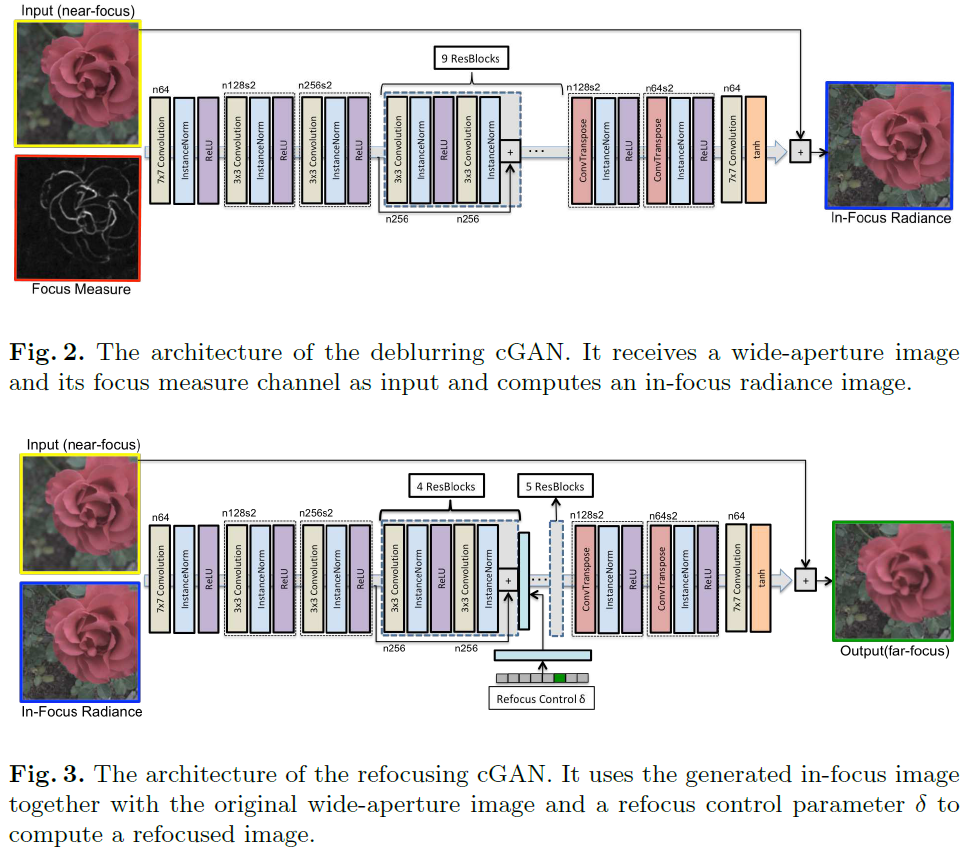 Input (near-focus)
9 ResBlocks
n64
n128s2
n256s2
n128s2
n64s2
n64
7x7 Convolution
InstanceNorm
ReLU
3x3 Convolution
InstanceNorm
ReLU
3x3 Convolution
InstanceNorm
ReLU
3x3 Convolution
InstanceNorm
ReLU
3x3 Convolution
InstanceNorm
+
...
ConvTranspose
InstanceNorm
ReLU
ConvTranspose
InstanceNorm
ReLU
7x7 Convolution
tanh
+
n256
n256
In-Focus Radiance
Focus Measure
Fig. 2. The architecture of the deblurring cGAN. It receives a wide-aperture image
and its focus measure channel as input and computes an in-focus radiance image.
Input (near-focus)
4 ResBlocks
5 ResBlocks
n64
n128s2
n256s2
n128s2
n64s2
n64
7x7 Convolution
InstanceNorm
ReLU
3x3 Convolution
InstanceNorm
ReLU
3x3 Convolution
InstanceNorm
ReLU
3x3 Convolution
InstanceNorm
ReLU
3x3 Convolution
InstanceNorm
+
...
ConvTranspose
InstanceNorm
ReLU
ConvTranspose
InstanceNorm
ReLU
7x7 Convolution
tanh
+
n256
n256
Output(far-focus)
Refocus Control δ
In-Focus Radiance
Fig. 3. The architecture of the refocusing cGAN. It uses the generated in-focus image
together with the original wide-aperture image and a refocus control parameter δ to
compute a refocused image.